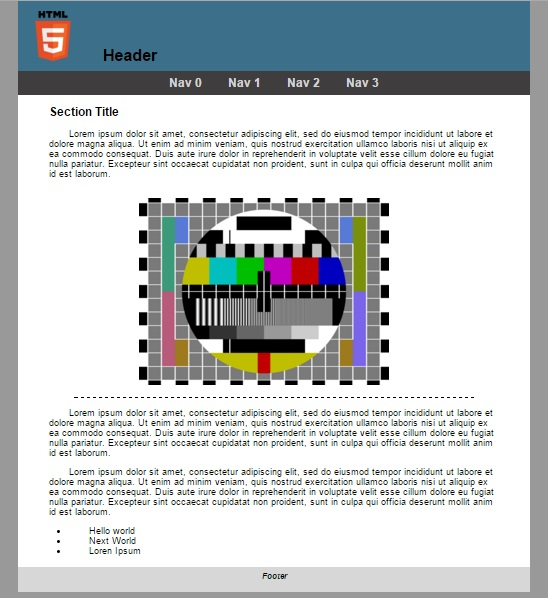 HTML
5
Header
Nav 0 Nav 1 Nav 2 Nav 3
Section Title
Lorem ipsum dolor sit amet, consectetur adipiscing elit, sed do eiusmod tempor incididunt ut labore et
dolore magna aliqua. Ut enim ad minim veniam, quis nostrud exercitation ullamco laboris nisi ut aliquip ex
ea commodo consequat. Duis aute irure dolor in reprehenderit in voluptate velit esse cillum dolore eu fugiat
nulla pariatur. Excepteur sint occaecat cupidatat non proident, sunt in culpa qui officia deserunt mollit anim
id est laborum.
Lorem ipsum dolor sit amet, consectetur adipiscing elit, sed do eiusmod tempor incididunt ut labore et
dolore magna aliqua. Ut enim ad minim veniam, quis nostrud exercitation ullamco laboris nisi ut aliquip ex
ea commodo consequat. Duis aute irure dolor in reprehenderit in voluptate velit esse cillum dolore eu fugiat
nulla pariatur. Excepteur sint occaecat cupidatat non proident, sunt in culpa qui officia deserunt mollit anim
id est laborum.
Lorem ipsum dolor sit amet, consectetur adipiscing elit, sed do eiusmod tempor incididunt ut labore et
dolore magna aliqua. Ut enim ad minim veniam, quis nostrud exercitation ullamco laboris nisi ut aliquip ex
ea commodo consequat. Duis aute irure dolor in reprehenderit in voluptate velit esse cillum dolore eu fugiat
nulla pariatur. Excepteur sint occaecat cupidatat non proident, sunt in culpa qui officia deserunt mollit anim
id est laborum.
• Hello world
• Next World
• Loren Ipsum
Footer